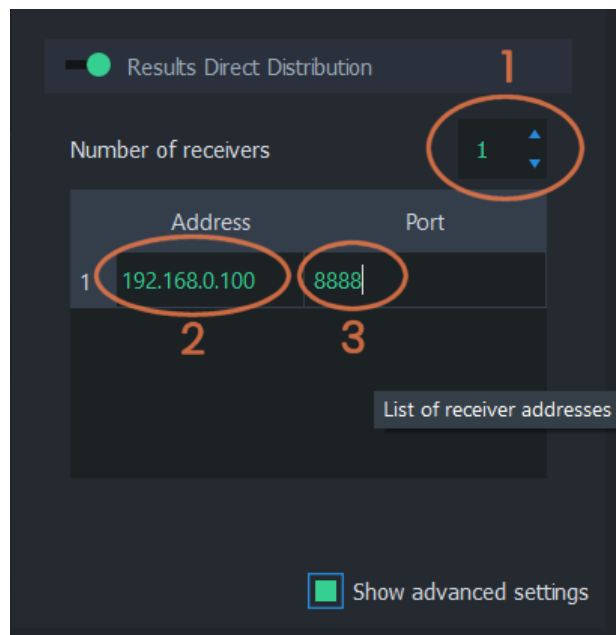 Results Direct Distribution
1
Number of receivers
1
Address
Port
1
192.168.0.100
8888
2
3
List of receiver addresses
Show advanced settings